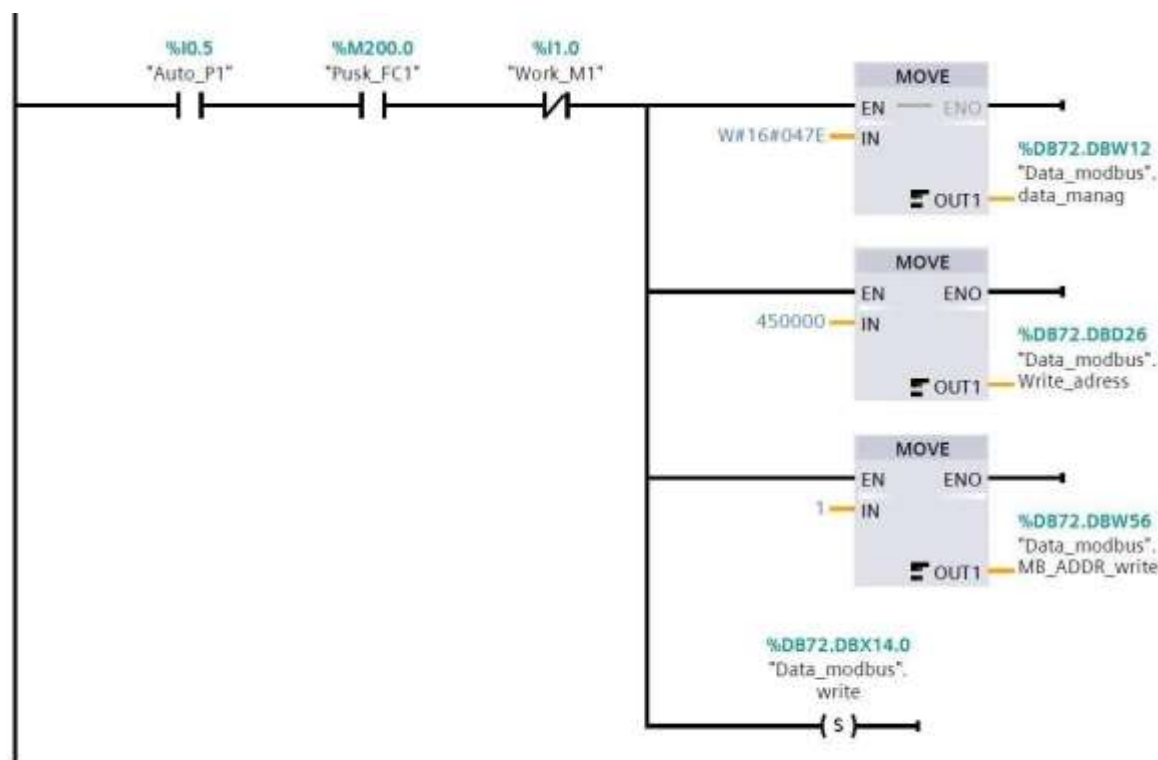 %I0.5
"Auto_P1"
%M200.0
"Pusk_FC1"
%I1.0
"Work_M1"
MOVE
EN ENO
W#16#047E IN
%DB72.DBW12
"Data_modbus".
OUT1 data_manag
MOVE
EN ENO
450000 IN
%DB72.DBD26
"Data_modbus".
OUT1 Write_adress
MOVE
EN ENO
1 IN
%DB72.DBW56
"Data_modbus".
OUT1 MB_ADDR_write
%DB72.DBX14.0
"Data_modbus".
write
S